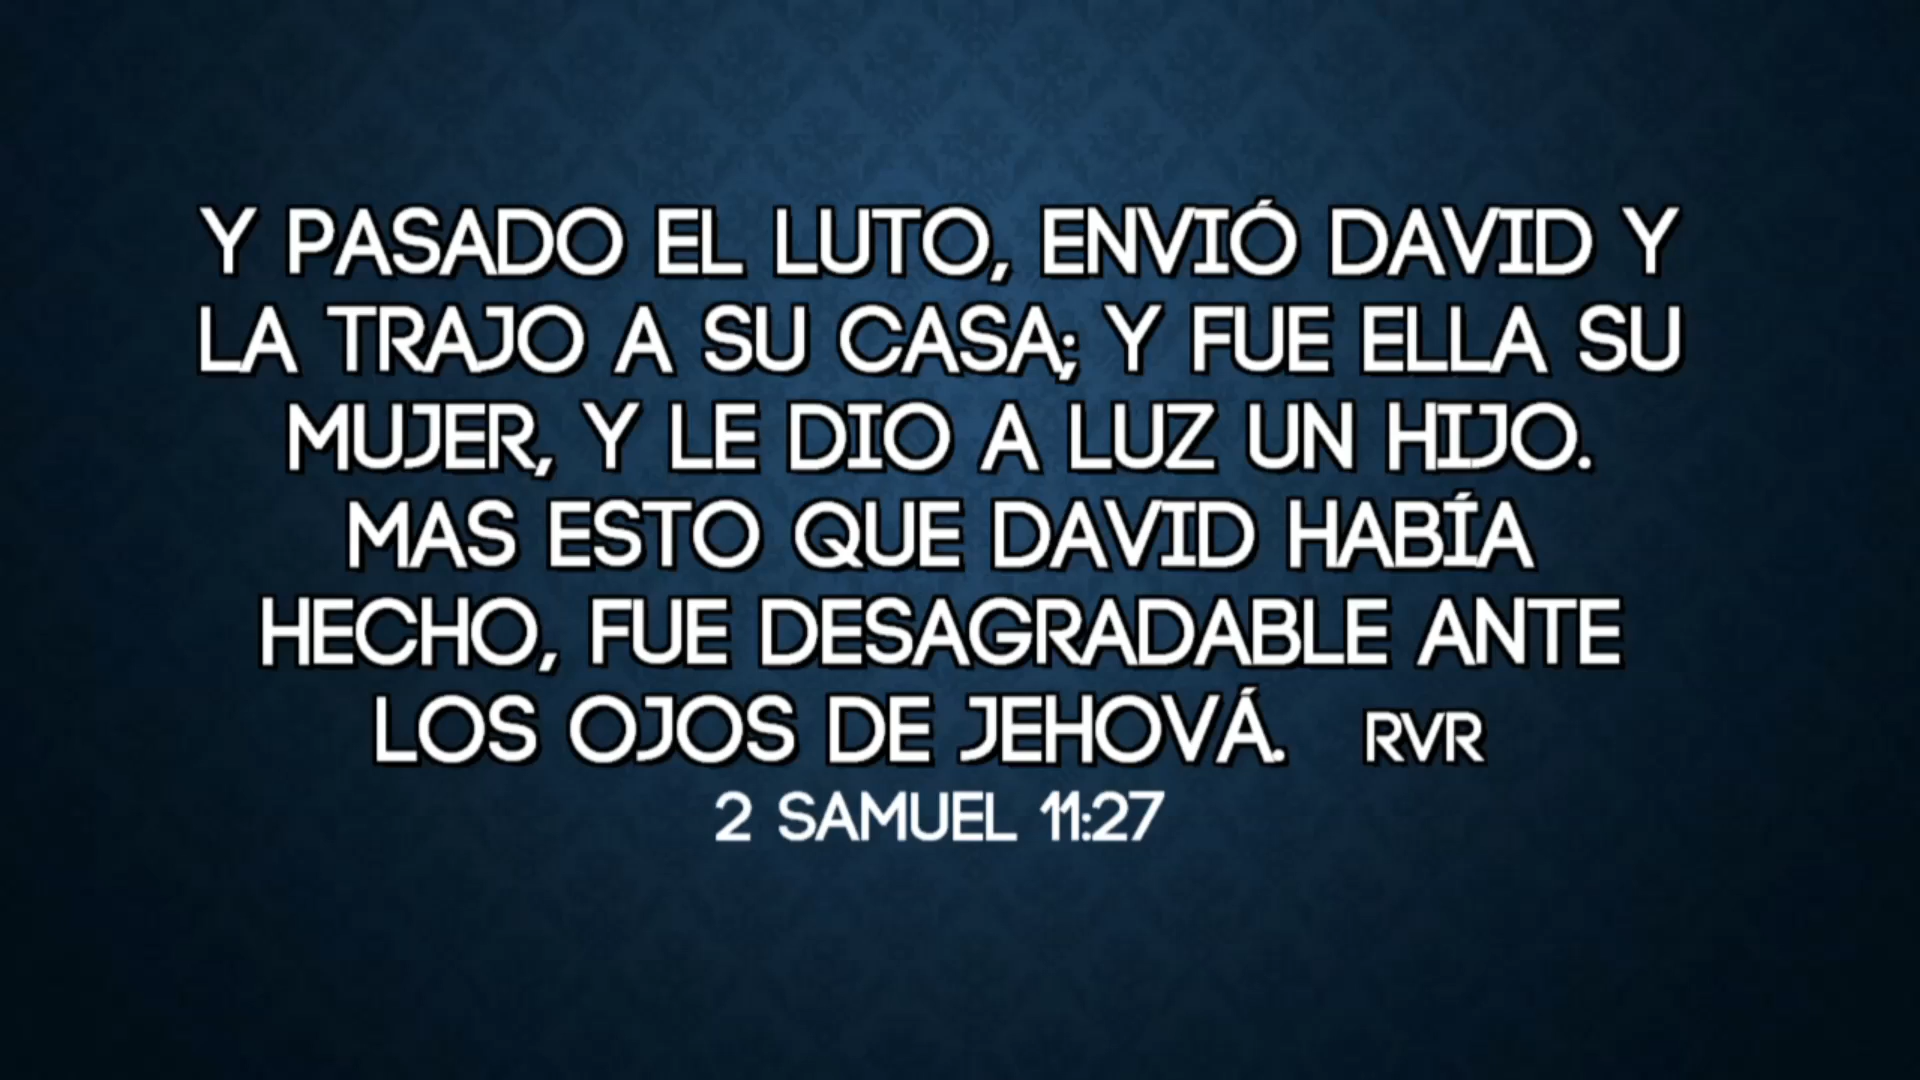 Y PASADO EL LUTO, ENVIÓ DAVID Y
LA TRAJO A SU CASA; Y FUE ELLA SU
MUJER, Y LE DIO A LUZ UN HIJO.
MAS ESTO QUE DAVID HABÍA
HECHO, FUE DESAGRADABLE ANTE
LOS OJOS DE JEHOVÁ. RVR
2 SAMUEL 11:27